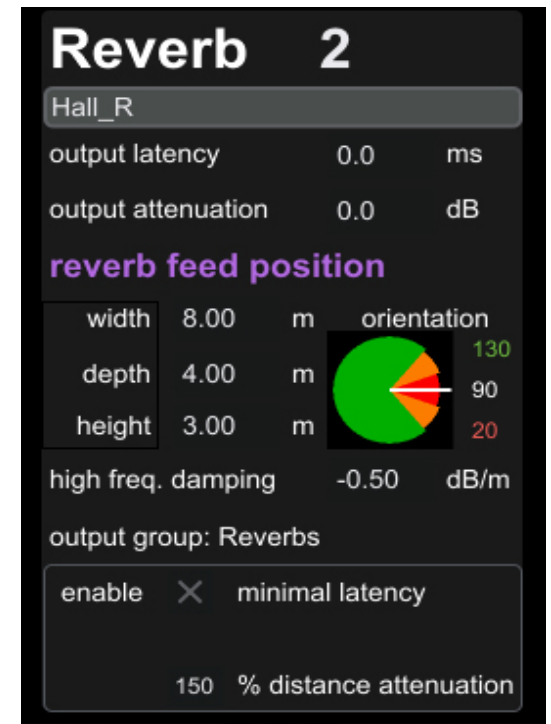 Reverb 2
Hall_R
output latency 0.0 ms
output attenuation 0.0 dB
reverb feed position
width 8.00 m orientation
130
depth 4.00 m 90
height 3.00 m 20
high freq. damping -0.50 dB/m
output group: Reverbs
enable minimal latency
150 % distance attenuation